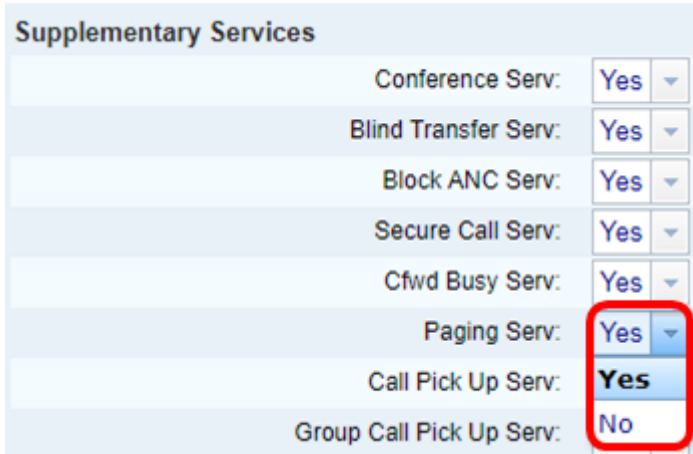 Supplementary Services
Conference Serv: Yes
Blind Transfer Serv: Yes
Block ANC Serv: Yes
Secure Call Serv: Yes
Cfwd Busy Serv: Yes
Paging Serv: Yes
Call Pick Up Serv: Yes
Group Call Pick Up Serv: No